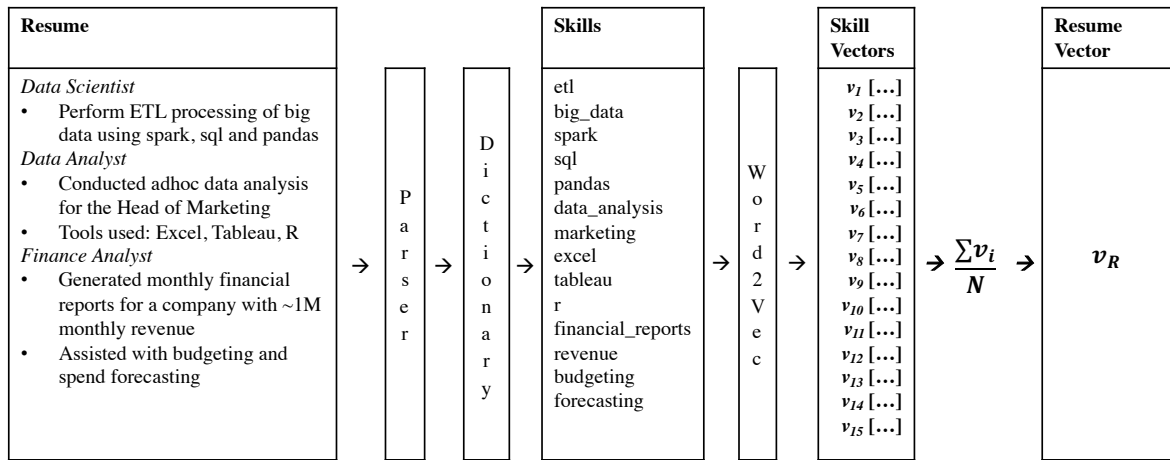 Resume
Data Scientist
• Perform ETL processing of big
data using spark, sql and pandas
Data Analyst
• Conducted adhoc data analysis
for the Head of Marketing
• Tools used: Excel, Tableau, R
Finance Analyst
• Generated monthly financial
reports for a company with ~1M
monthly revenue
• Assisted with budgeting and
spend forecasting
→
Parser
→
Dictionary
→
Skills
etl
big_data
spark
sql
pandas
data_analysis
marketing
excel
tableau
r
financial_reports
revenue
budgeting
forecasting
→
Word2Vec
→
Skill
Vectors
v1 […]
v2 […]
v3 […]
v4 […]
v5 […]
v6 […]
v7 […]
v8 […]
v9 […]
v10 […]
v11 […]
v12 […]
v13 […]
v14 […]
v15 […]
→
∑vi
N
→
Resume
Vector
vR